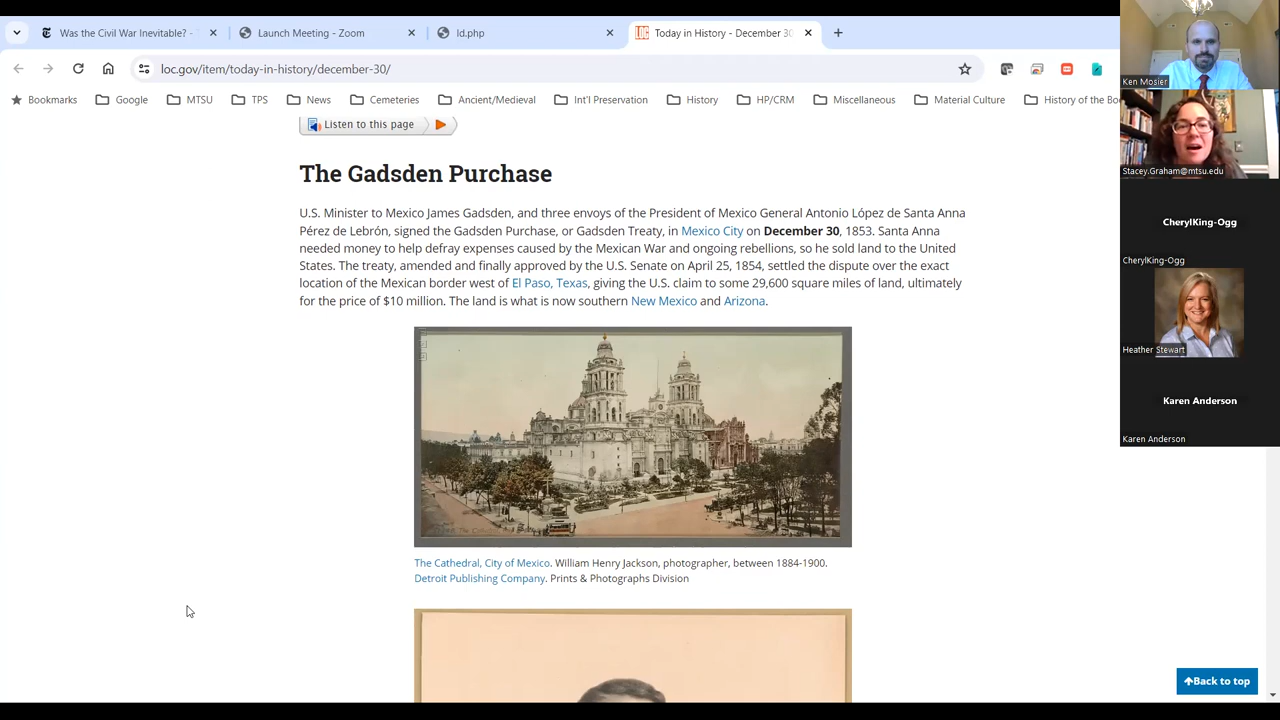 Was the Civil War Inevitable? -
Launch Meeting - Zoom
ld.php
Today in History - December 30
loc.gov/item/today-in-history/december-30/
Bookmarks
Google
MTSU
TPS
News
Cemeteries
Ancient/Medieval
Int'l Preservation
History
HP/CRM
Miscellaneous
Material Culture
History of the Boo
Listen to this page
The Gadsden Purchase
U.S. Minister to Mexico James Gadsden, and three envoys of the President of Mexico General Antonio López de Santa Anna
Pérez de Lebrón, signed the Gadsden Purchase, or Gadsden Treaty, in Mexico City on December 30, 1853. Santa Anna
needed money to help defray expenses caused by the Mexican War and ongoing rebellions, so he sold land to the United
States. The treaty, amended and finally approved by the U.S. Senate on April 25, 1854, settled the dispute over the exact
location of the Mexican border west of El Paso, Texas, giving the U.S. claim to some 29,600 square miles of land, ultimately
for the price of $10 million. The land is what is now southern New Mexico and Arizona.
The Cathedral, City of Mexico. William Henry Jackson, photographer, between 1884-1900.
Detroit Publishing Company. Prints & Photographs Division
Back to top
Ken Mosier
Stacey.Graham@mtsu.edu
CherylKing-Ogg
CherylKing-Ogg
Heather Stewart
Karen Anderson
Karen Anderson